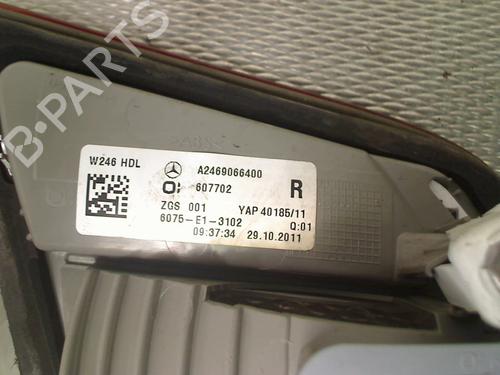 B-PARTS
W246 HDL
A2469066400
607702
R
ZGS 001
YAP 40185/11
6075-E1-3102
Q:01
09:37:34 29.10.2011